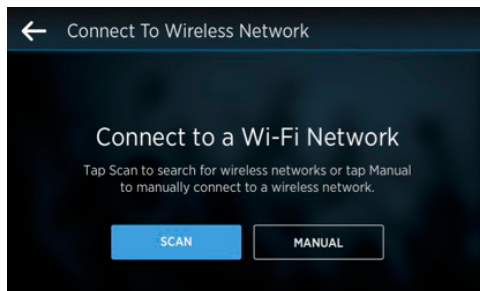 Connect To Wireless Network
Connect to a Wi-Fi Network
Tap Scan to search for wireless networks or tap Manual
to manually connect to a wireless network.
SCAN
MANUAL